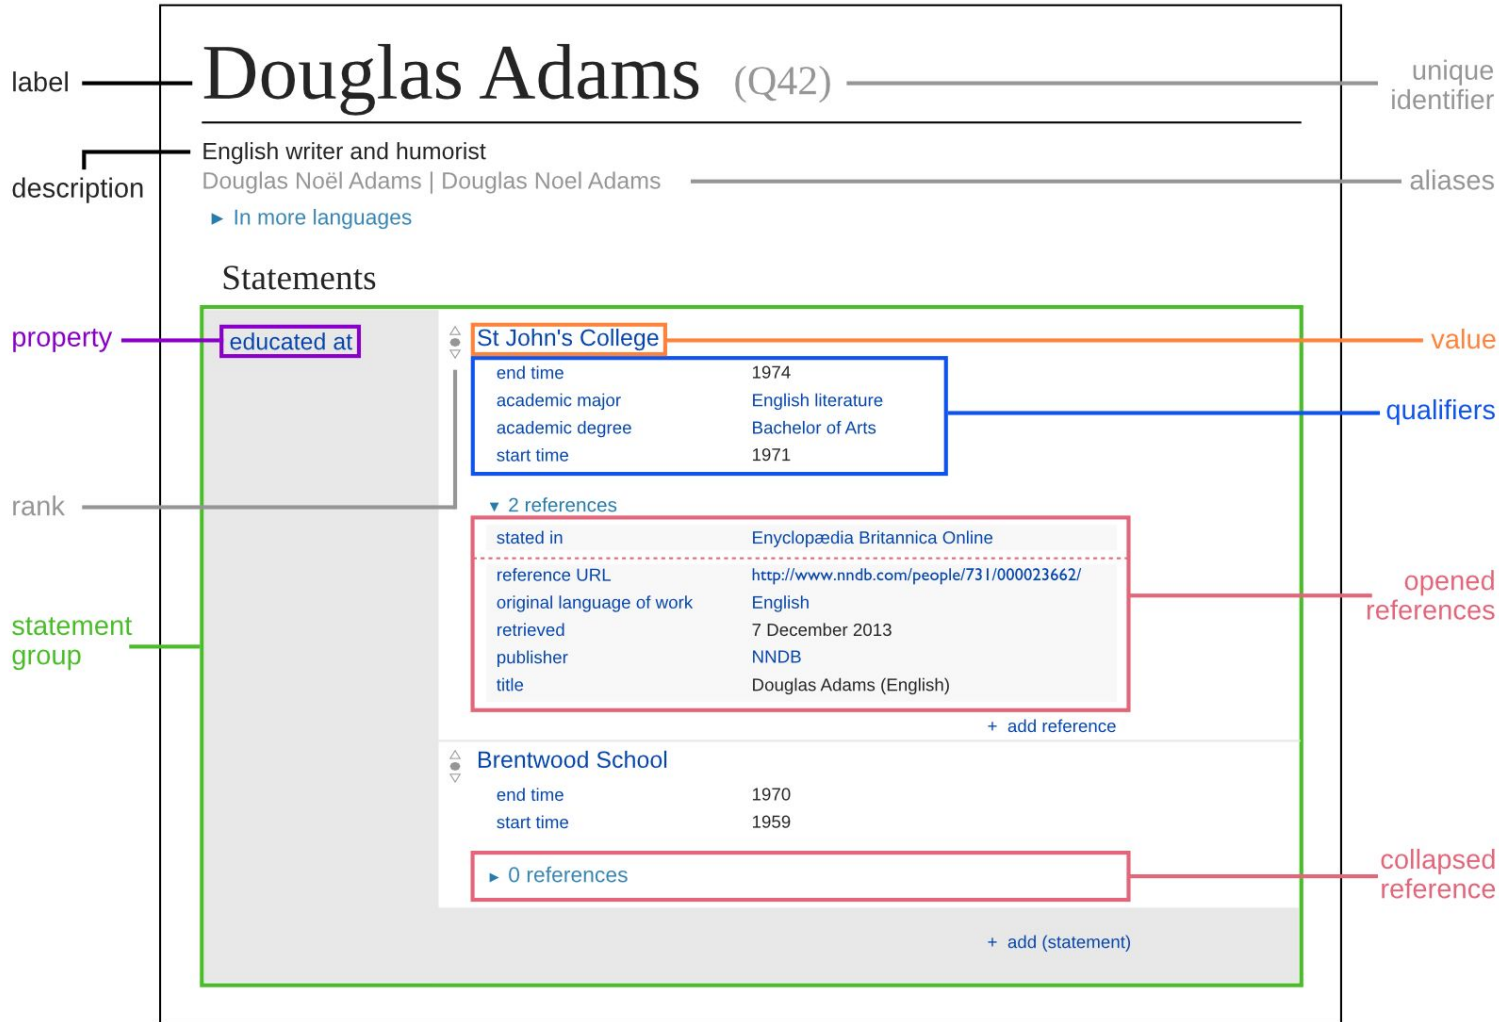 label
Douglas Adams (Q42)
unique
identifier
description
English writer and humorist
Douglas Noël Adams | Douglas Noel Adams
aliases
► In more languages
Statements
property
educated at
St John's College
value
end time 1974
academic major English literature
academic degree Bachelor of Arts
start time 1971
qualifiers
rank
▼ 2 references
stated in Enyclopædia Britannica Online
reference URL http://www.nndb.com/people/731/000023662/
original language of work English
retrieved 7 December 2013
publisher NNDB
title Douglas Adams (English)
opened
references
statement
group
+ add reference
Brentwood School
end time 1970
start time 1959
► 0 references
collapsed
reference
+ add (statement)